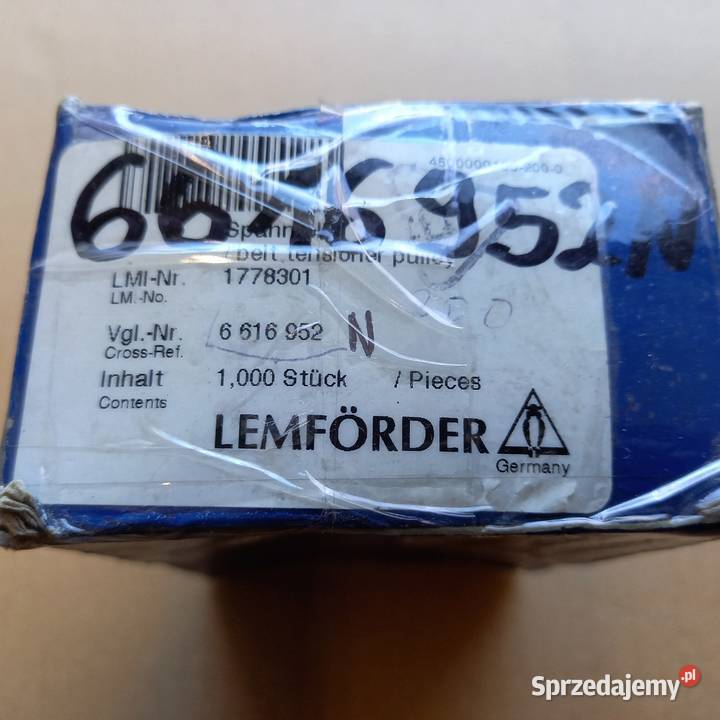 6616952N
/ belt tensioner pulley
LMI-Nr. 1778301
LM.-No.
200
Vgl.-Nr. 6 616 952 N
Cross-Ref.
Inhalt 1,000 Stück / Pieces
Contents
LEMFÖRDER
Germany
Sprzedajemy.pl